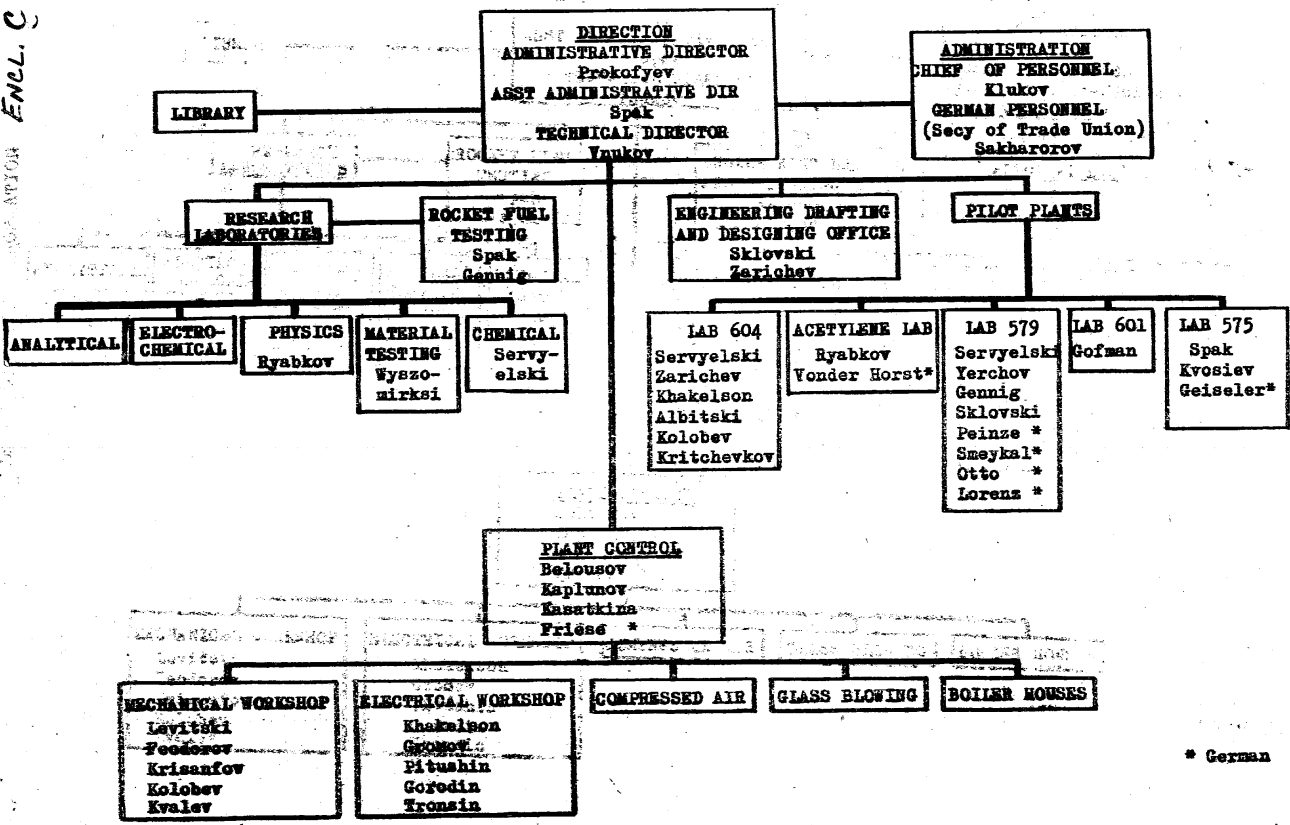 ENCL. C
DIRECTION
ADMINISTRATIVE DIRECTOR
Prokofyev
ASST ADMINISTRATIVE DIR
Spak
TECHNICAL DIRECTOR
Vnukov
ADMINISTRATION
CHIEF OF PERSONNEL
Klukov
GERMAN PERSONNEL
(Secy of Trade Union)
Sakharorov
LIBRARY
RESEARCH
LABORATORIES
ROCKET FUEL
TESTING
Spak
Gennig
ENGINEERING DRAFTING
AND DESIGNING OFFICE
Sklovski
Zarichev
PILOT PLANTS
ANALYTICAL
ELECTRO-
CHEMICAL
PHYSICS
Ryabkov
MATERIAL
TESTING
Wyszo-
mirksi
CHEMICAL
Servy-
elski
LAB 604
Servyelski
Zarichev
Khakelson
Albitski
Kolobev
Kritchevkov
ACETYLENE LAB
Ryabkov
Vonder Horst*
LAB 579
Servyelski
Yerchov
Gennig
Sklovski
Peinze *
Smeykal*
Otto *
Lorenz *
LAB 601
Gofman
LAB 575
Spak
Kvosiev
Geiseler*
PLANT CONTROL
Belousov
Kaplunov
Kasatkina
Friese *
MECHANICAL WORKSHOP
Levitski
Feoderov
Krisanfov
Kolobev
Kvalev
ELECTRICAL WORKSHOP
Khakelson
Gromov
Pitushin
Gorodin
Tronsin
COMPRESSED AIR
GLASS BLOWING
BOILER HOUSES
* German